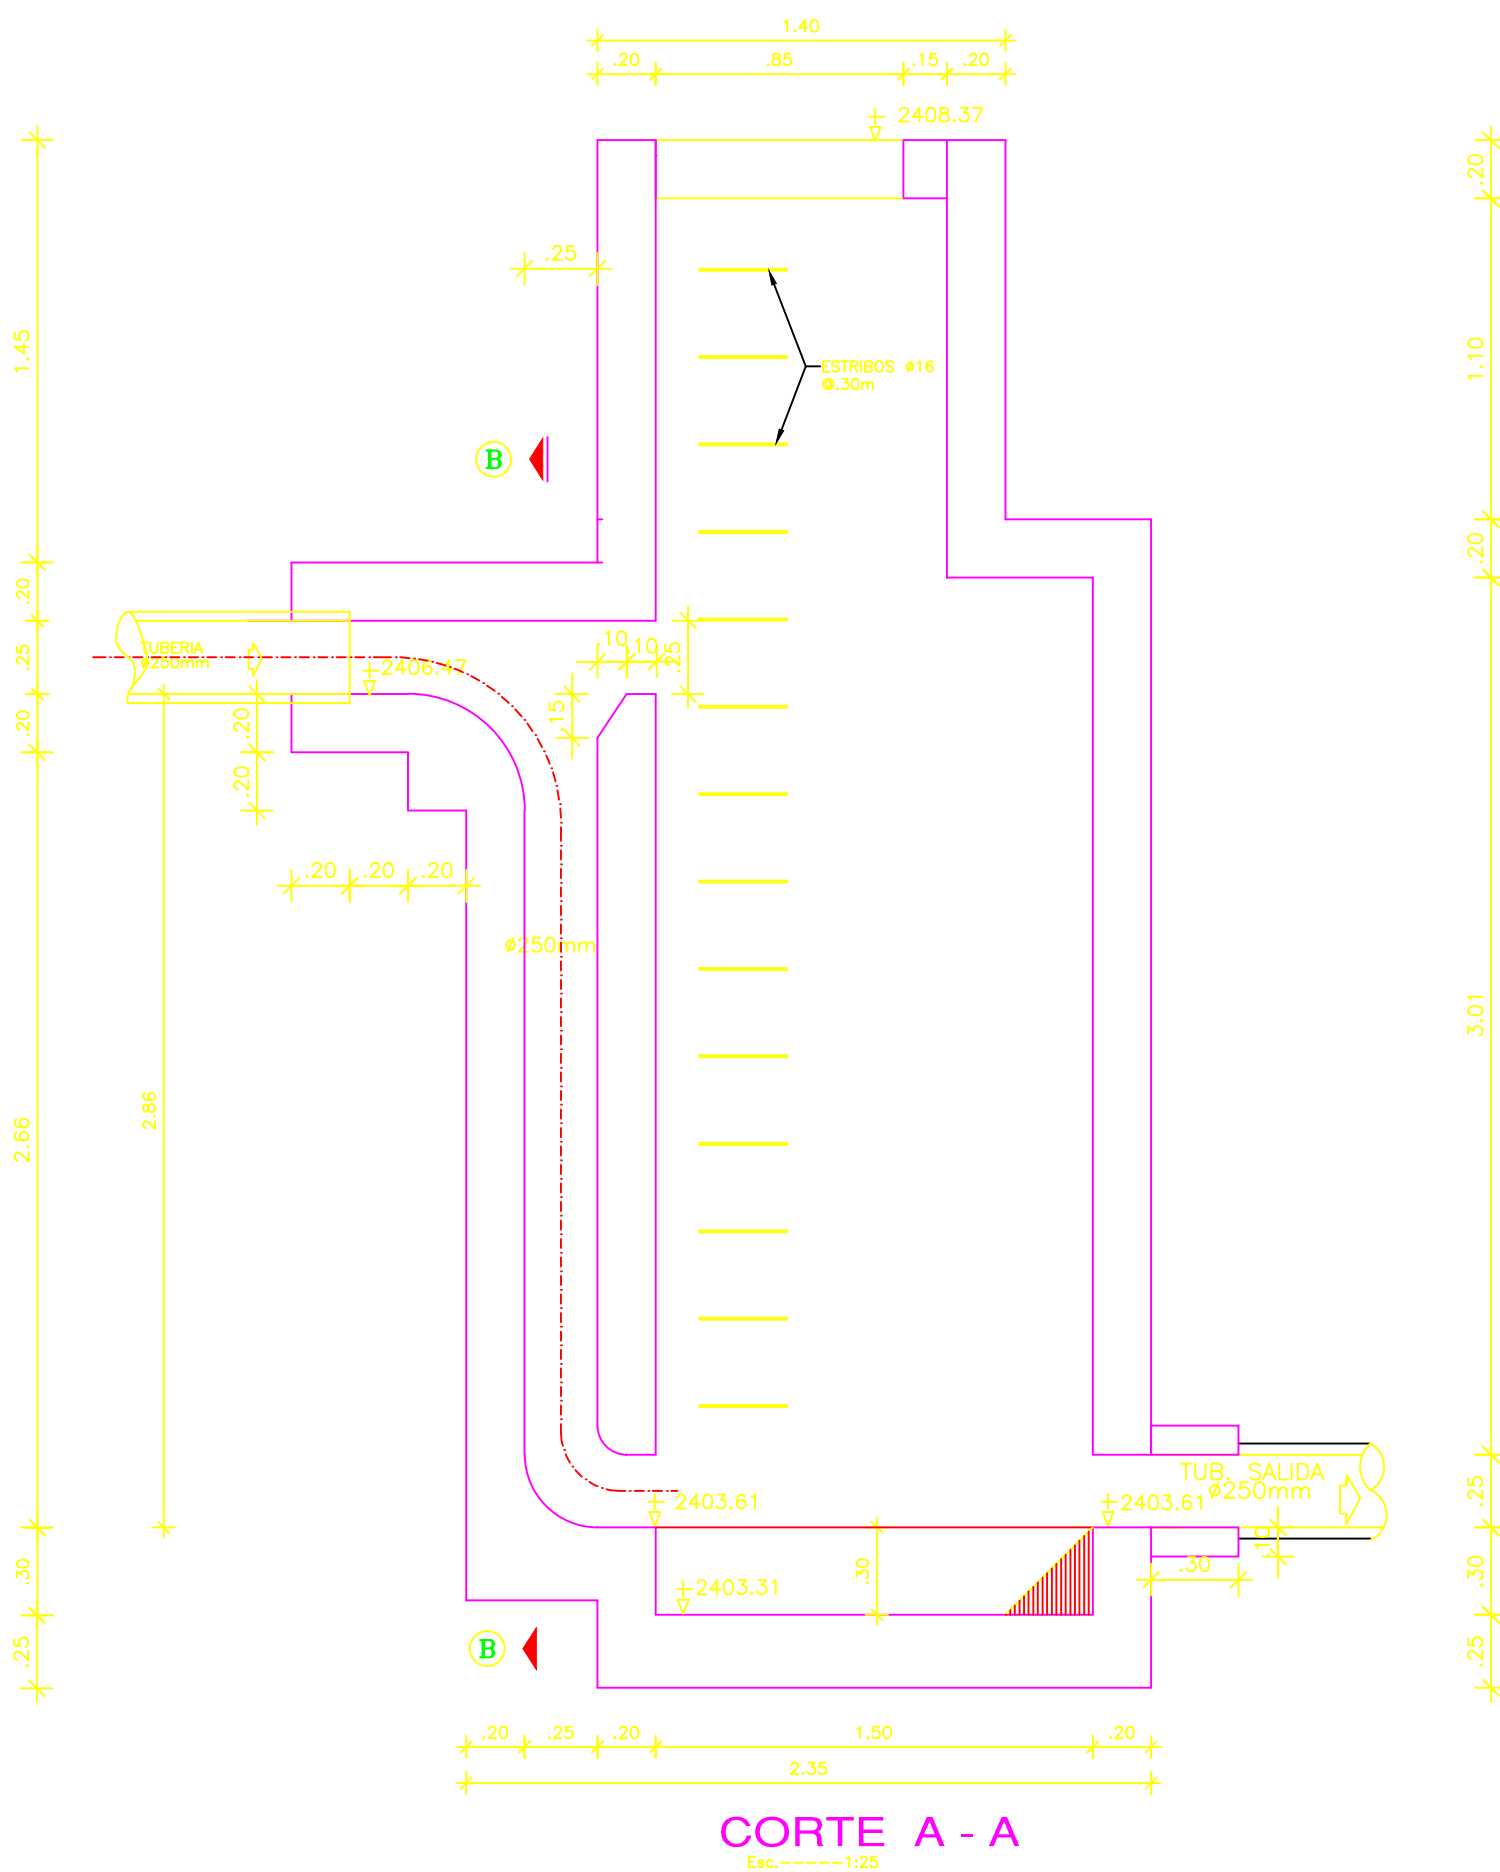 1.40
.20 .85 .15 .20
2408.37
.20
.25
1.45
1.10
ESTRIBOS ø16
@.30m
B
.20
.20
TUBERIA
ø250mm
2406.47
10 10
.25
.25
15
.20
.20
.20
.20 .20 .20
ø250mm
3.01
2.86
2.66
TUB. SALIDA
ø250mm
2403.61
2403.61
.25
.10
.30
.30
.30
.30
2403.31
.25
.25
B
.20 .25 .20 1.50 .20
2.35
CORTE A - A
Esc.-----1:25